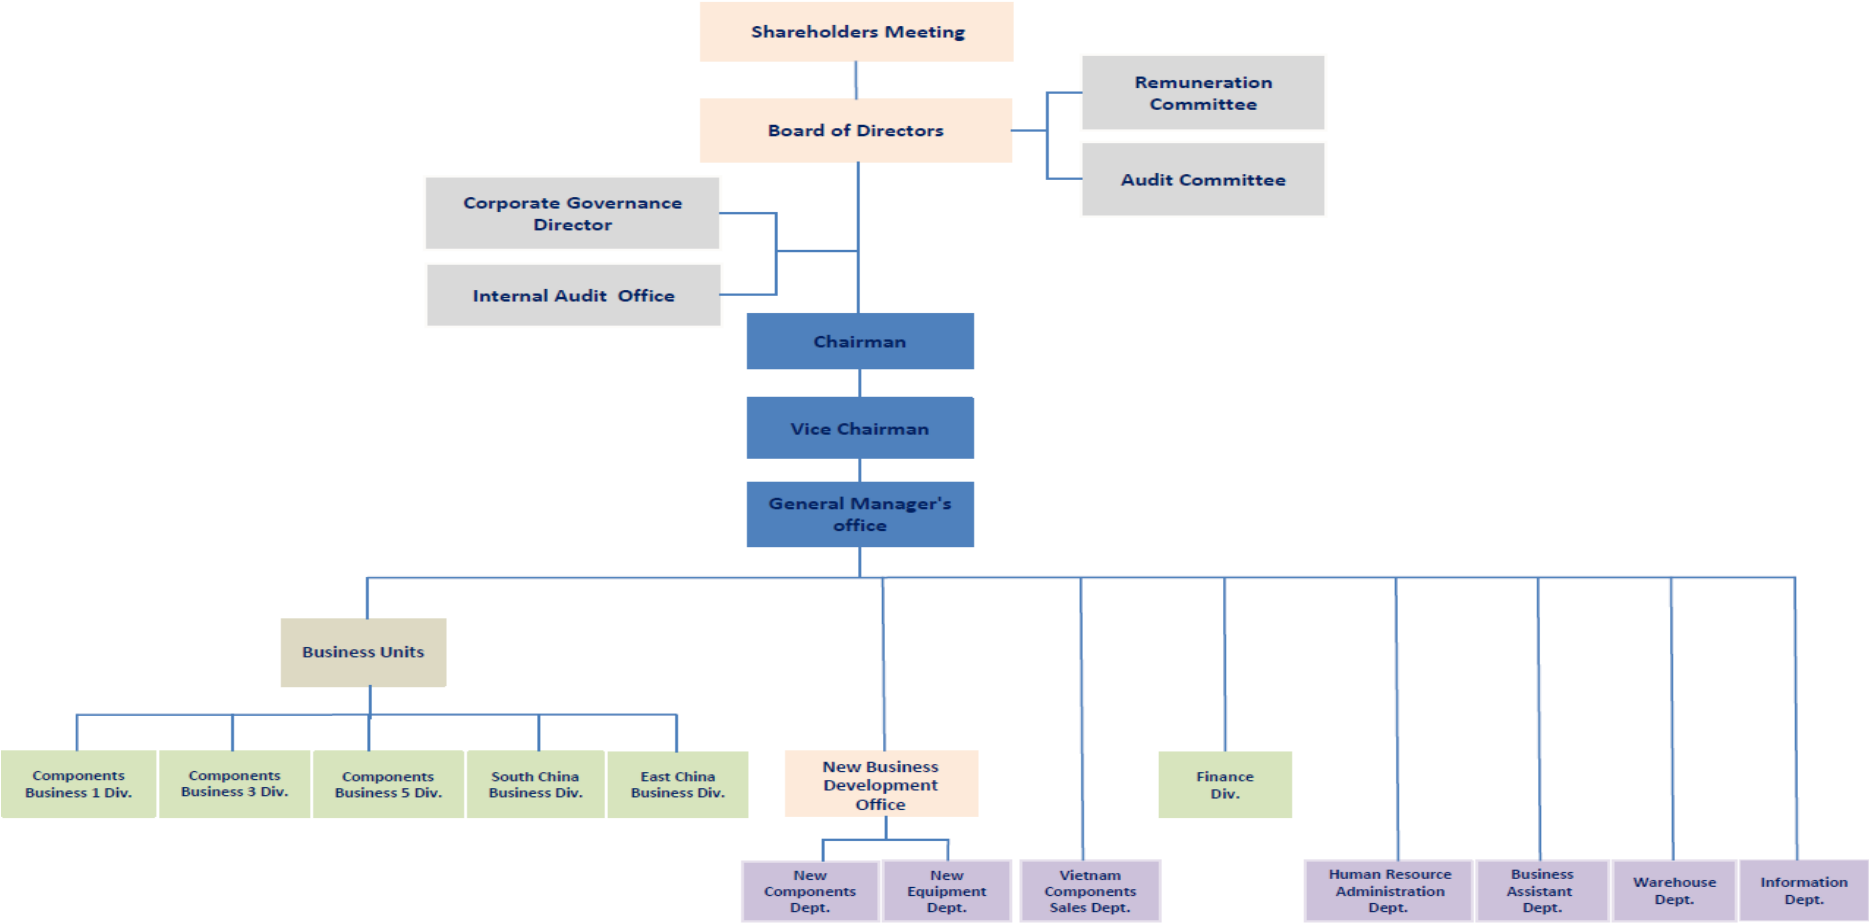 Shareholders Meeting
Remuneration
Committee
Board of Directors
Audit Committee
Corporate Governance
Director
Internal Audit  Office
Chairman
Vice Chairman
General Manager's
office
Business Units
Components
Business 1 Div.
Components
Business 3 Div.
Components
Business 5 Div.
South China
Business Div.
East China
Business Div.
New Business
Development
Office
Finance
Div.
New
Components
Dept.
New
Equipment
Dept.
Vietnam
Components
Sales Dept.
Human Resource
Administration
Dept.
Business
Assistant
Dept.
Warehouse
Dept.
Information
Dept.